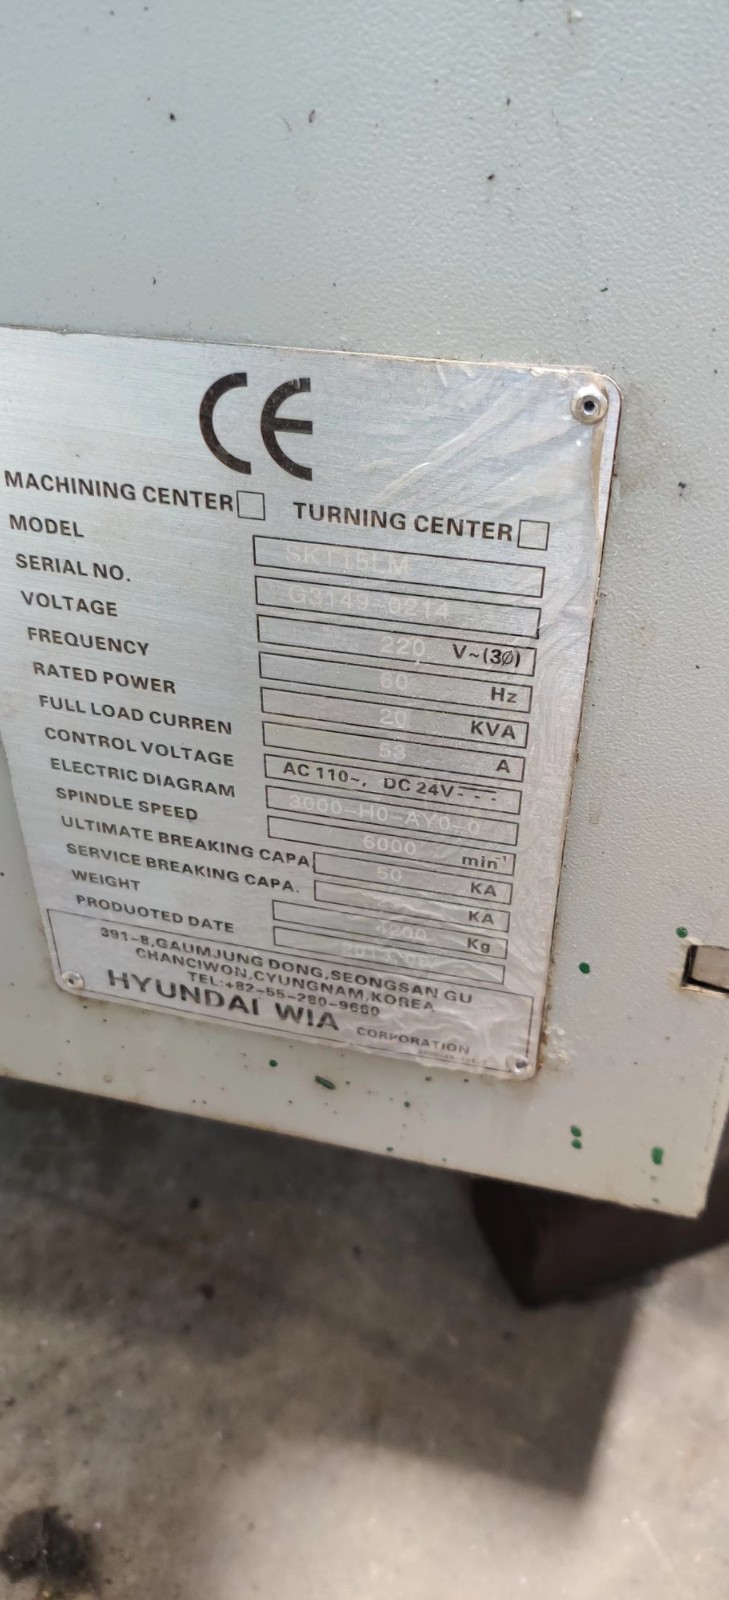 CE
MACHINING CENTER TURNING CENTER
MODEL SKT15LM
SERIAL NO. G3149-0214
VOLTAGE 220 V~(3Ø)
FREQUENCY 60 Hz
RATED POWER 20 KVA
FULL LOAD CURREN 53 A
CONTROL VOLTAGE AC 110~, DC 24V
ELECTRIC DIAGRAM 3000-H0-AY0-0
SPINDLE SPEED 6000 min⁻¹
ULTIMATE BREAKING CAPA 50 KA
SERVICE BREAKING CAPA. KA
WEIGHT 4200 Kg
PRODUOTED DATE
391-8,GAUMJUNG DONG,SEONGSAN GU
CHANCIWON,CYUNGNAM,KOREA
TEL:+82-55-280-9660
HYUNDAI WIA CORPORATION